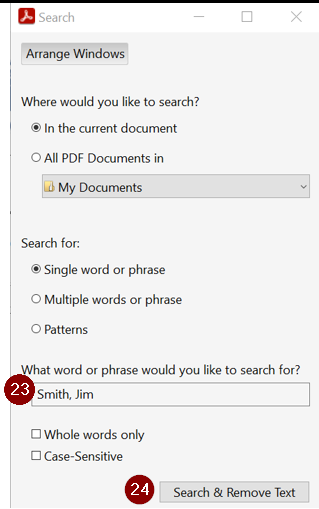 Search
Arrange Windows
Where would you like to search?
In the current document
All PDF Documents in
My Documents
Search for:
Single word or phrase
Multiple words or phrase
Patterns
What word or phrase would you like to search for?
23 Smith, Jim
Whole words only
Case-Sensitive
24 Search & Remove Text